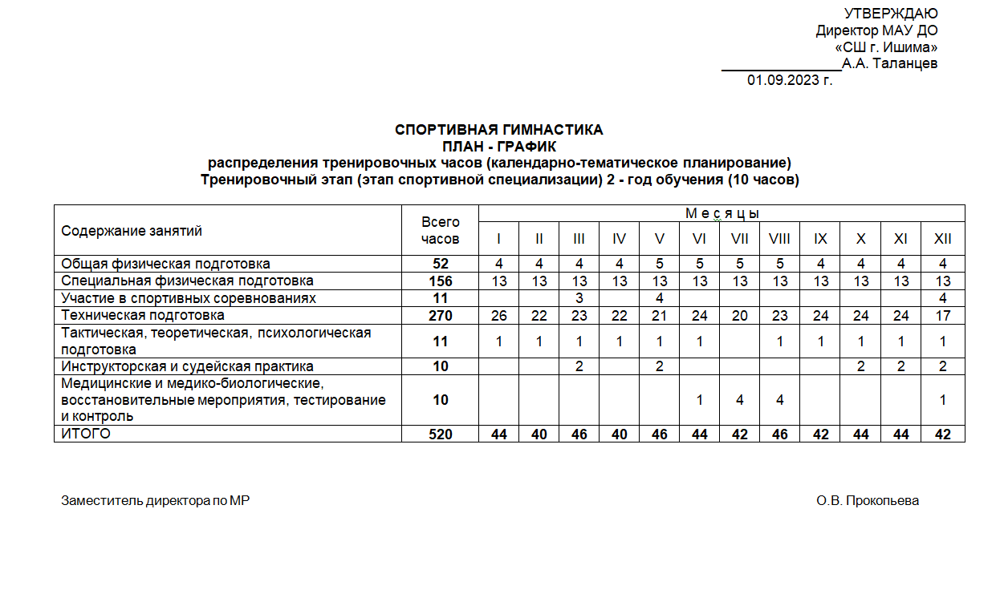 УТВЕРЖДАЮ
Директор МАУ ДО
«СШ г. Ишима»
_______________А.А. Таланцев
01.09.2023 г.
СПОРТИВНАЯ ГИМНАСТИКА
ПЛАН - ГРАФИК
распределения тренировочных часов (календарно-тематическое планирование)
Тренировочный этап (этап спортивной специализации) 2 - год обучения (10 часов)
Содержание занятий Всего часов М е с я ц ы
I II III IV V VI VII VIII IX X XI XII
Общая физическая подготовка 52 4 4 4 4 5 5 5 5 4 4 4 4
Специальная физическая подготовка 156 13 13 13 13 13 13 13 13 13 13 13 13
Участие в спортивных соревнованиях 11 3 4 4
Техническая подготовка 270 26 22 23 22 21 24 20 23 24 24 24 17
Тактическая, теоретическая, психологическая
подготовка 11 1 1 1 1 1 1 1 1 1 1 1
Инструкторская и судейская практика 10 2 2 2 2 2
Медицинские и медико-биологические,
восстановительные мероприятия, тестирование 10 1 4 4 1
и контроль
ИТОГО 520 44 40 46 40 46 44 42 46 42 44 44 42
Заместитель директора по МР О.В. Прокопьева